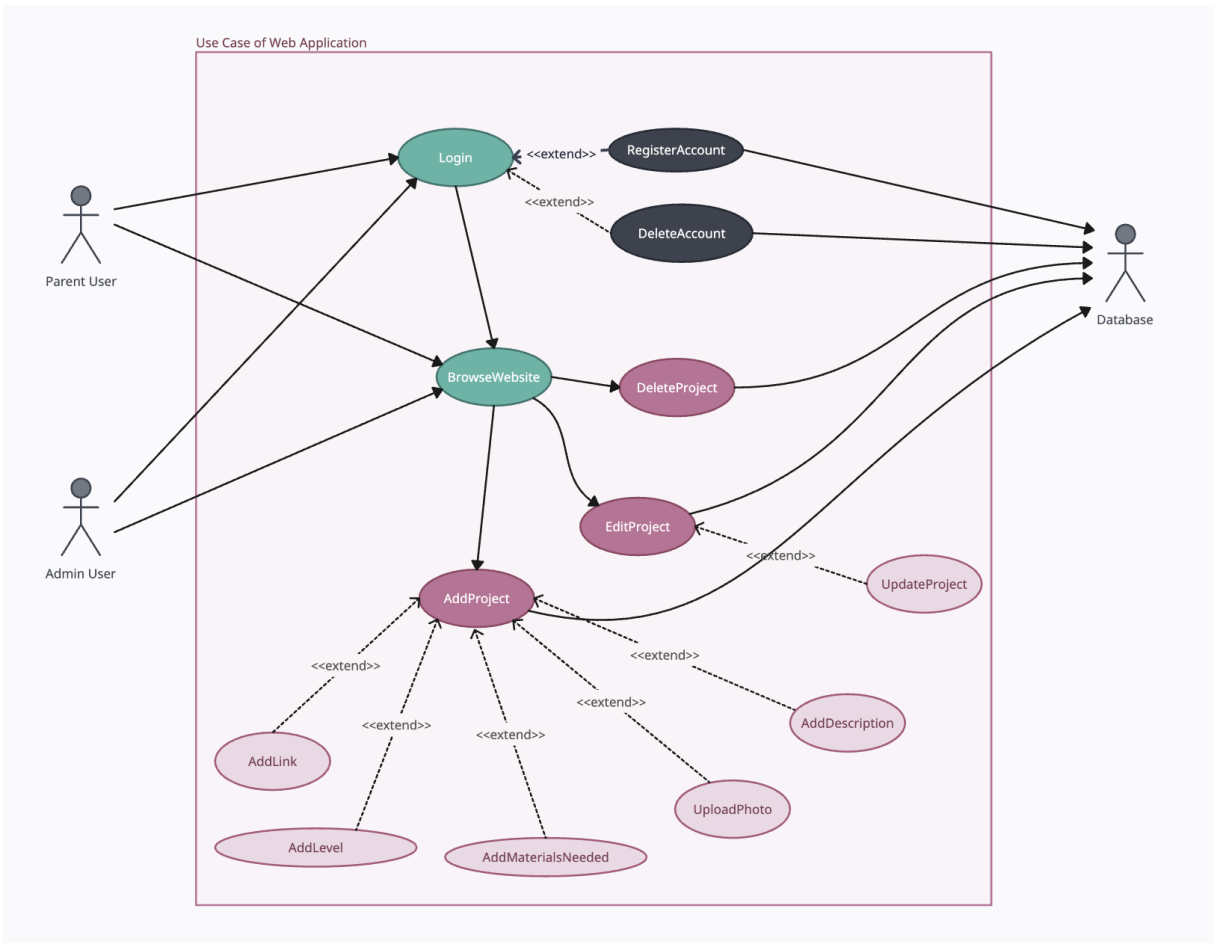 Use Case of Web Application
Login
<<extend>>
RegisterAccount
<<extend>>
DeleteAccount
Parent User
Database
BrowseWebsite
DeleteProject
EditProject
<<extend>>
UpdateProject
Admin User
AddProject
<<extend>>
<<extend>>
<<extend>>
<<extend>>
<<extend>>
AddDescription
AddLink
UploadPhoto
AddLevel
AddMaterialsNeeded